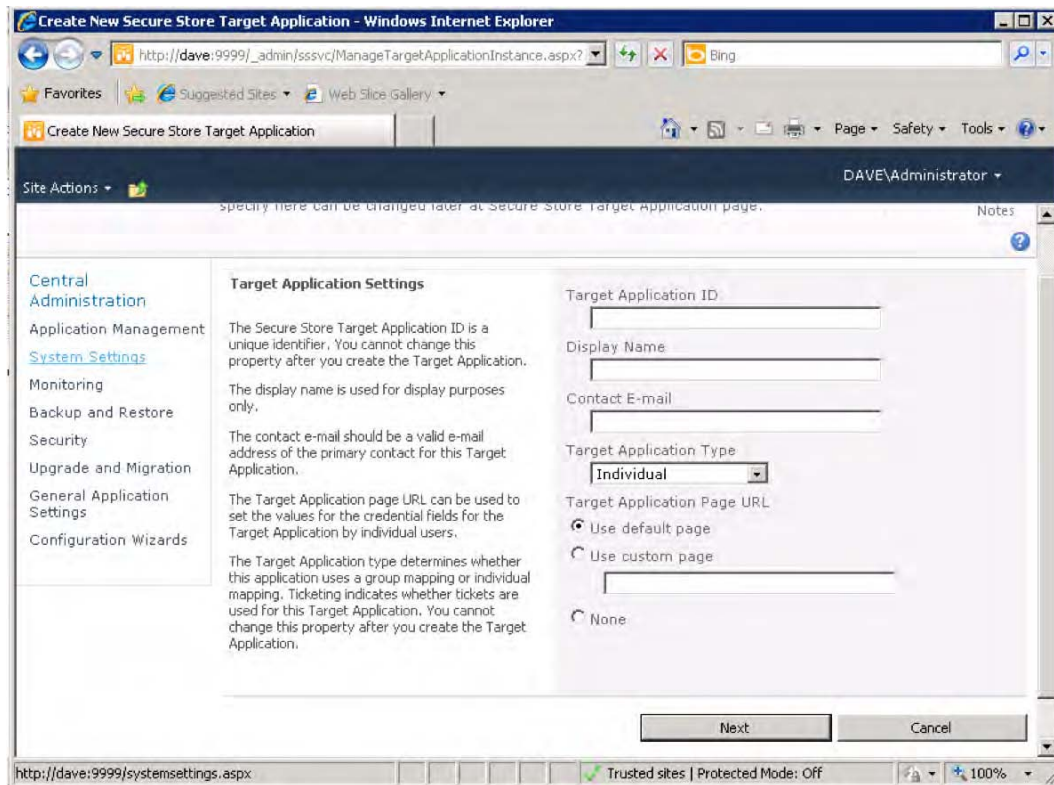 Create New Secure Store Target Application - Windows Internet Explorer
http://dave:9999/_admin/sssvc/ManageTargetApplicationInstance.aspx?
Bing
Favorites
Suggested Sites
Web Slice Gallery
Create New Secure Store Target Application
Page
Safety
Tools
Site Actions
DAVE\Administrator
specify here can be changed later at Secure Store Target Application page.
Notes
Central
Administration
Application Management
System Settings
Monitoring
Backup and Restore
Security
Upgrade and Migration
General Application
Settings
Configuration Wizards
Target Application Settings
The Secure Store Target Application ID is a
unique identifier. You cannot change this
property after you create the Target Application.
The display name is used for display purposes
only.
The contact e-mail should be a valid e-mail
address of the primary contact for this Target
Application.
The Target Application page URL can be used to
set the values for the credential fields for the
Target Application by individual users.
The Target Application type determines whether
this application uses a group mapping or individual
mapping. Ticketing indicates whether tickets are
used for this Target Application. You cannot
change this property after you create the Target
Application.
Target Application ID
Display Name
Contact E-mail
Target Application Type
Individual
Target Application Page URL
Use default page
Use custom page
None
Next
Cancel
http://dave:9999/systemsettings.aspx
Trusted sites | Protected Mode: Off
100%